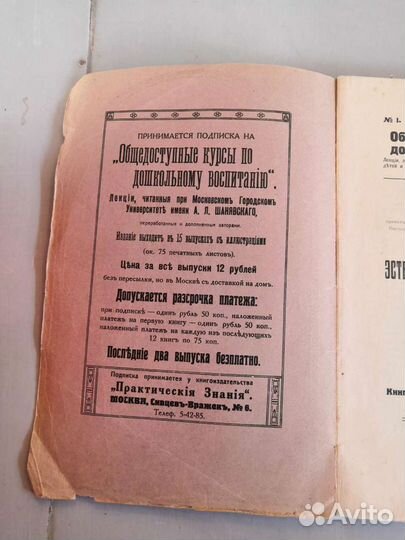 ПРИНИМАЕТСЯ ПОДПИСКА НА
„Общедоступные курсы по
дошкольному воспитанію".
Лекціи, читанныя при Московскомъ Городскомъ
Университетѣ имени А. Л. ШАНЯВСКАГО,
переработанныя и дополненныя авторами.
Изданіе выходитъ въ 15 выпускахъ съ иллюстраціями
(ок. 75 печатныхъ листовъ).
Цѣна за всѣ выпуски 12 рублей
безъ пересылки, но въ Москвѣ съ доставкой на домъ.
Допускается разсрочка платежа:
при подпискѣ — одинъ рубль 50 коп., наложенный
платежъ на первую книгу — одинъ рубль 50 коп.,
наложенный платежъ на каждую изъ послѣдующихъ
12 книгъ по 75 коп.
Послѣдніе два выпуска безплатно.
Подписка принимается у книгоиздательства
„Практическія Знанія".
МОСКВА, Сивцевъ-Вражекъ, № 6.
Телеф. 5-42-85.
№ 1.
Об
до
Лекціи,
дѣтей и
ЭСТЕ
Книг
Avito